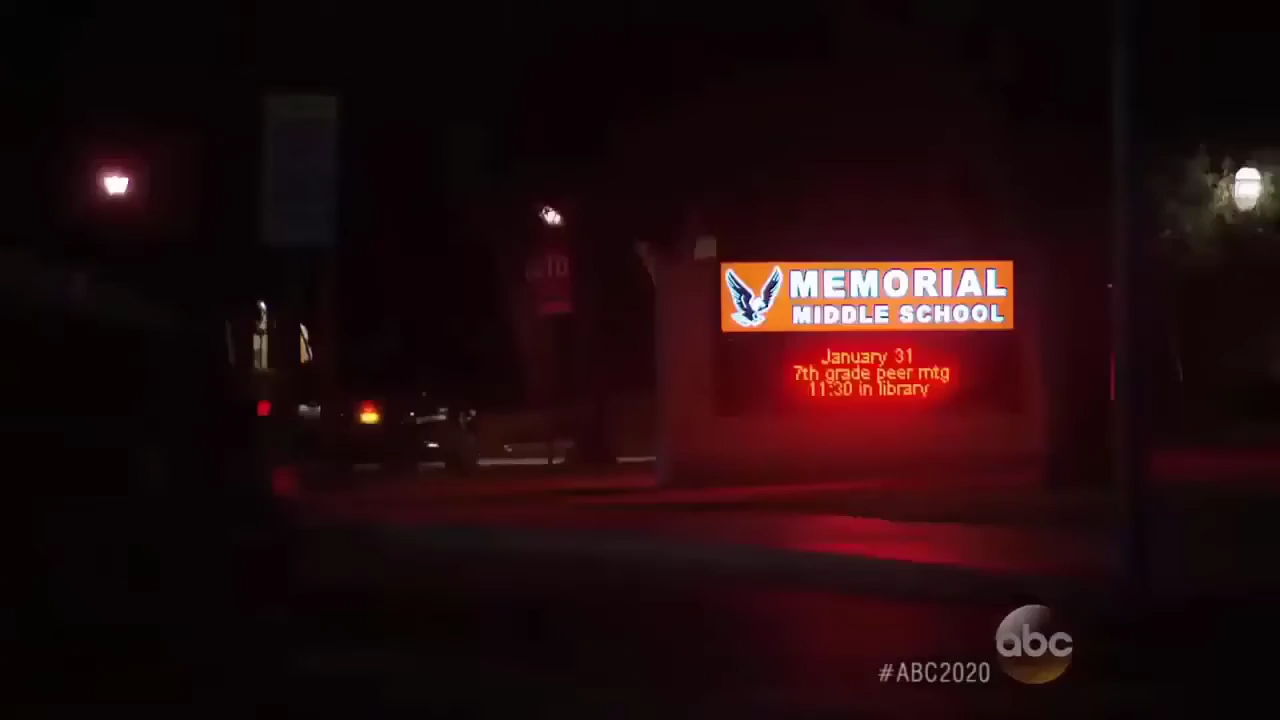 MEMORIAL
MIDDLE SCHOOL
January 31
7th grade peer mtg
11:30 in library
abc
#ABC2020